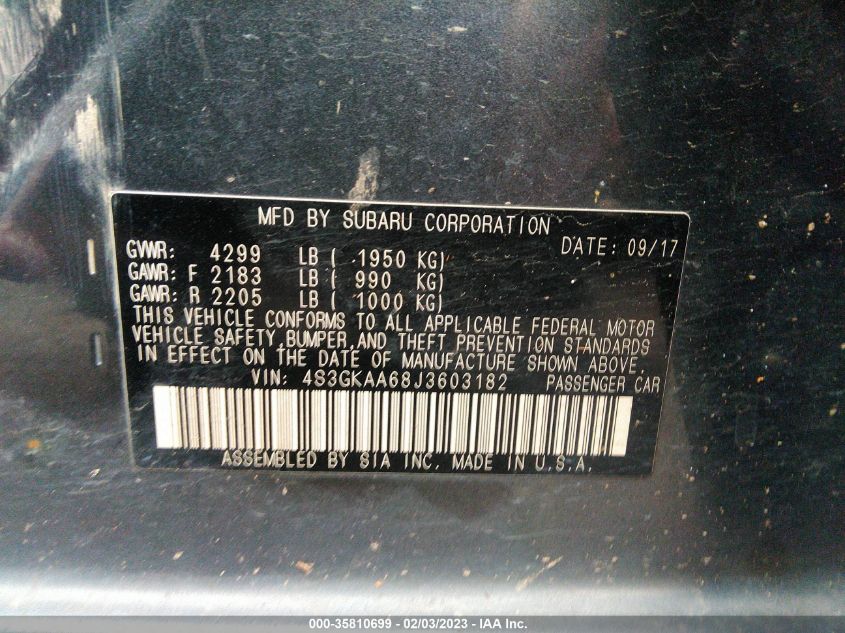 MFD BY SUBARU CORPORATION
GVWR: 4299 LB ( 1950 KG) DATE: 09/17
GAWR: F 2183 LB ( 990 KG)
GAWR: R 2205 LB ( 1000 KG)
THIS VEHICLE CONFORMS TO ALL APPLICABLE FEDERAL MOTOR
VEHICLE SAFETY, BUMPER, AND THEFT PREVENTION STANDARDS
IN EFFECT ON THE DATE OF MANUFACTURE SHOWN ABOVE.
VIN: 4S3GKAA68J3603182 PASSENGER CAR
ASSEMBLED BY SIA INC. MADE IN U.S.A.
000-35810699 - 02/03/2023 - IAA Inc.